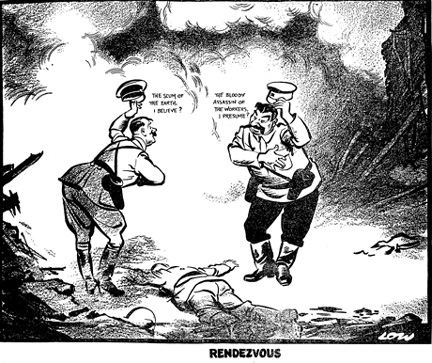 THE SCUM OF
THE EARTH,
I BELIEVE?
THE BLOODY
ASSASSIN OF
THE WORKERS,
I PRESUME?
LOW
RENDEZVOUS